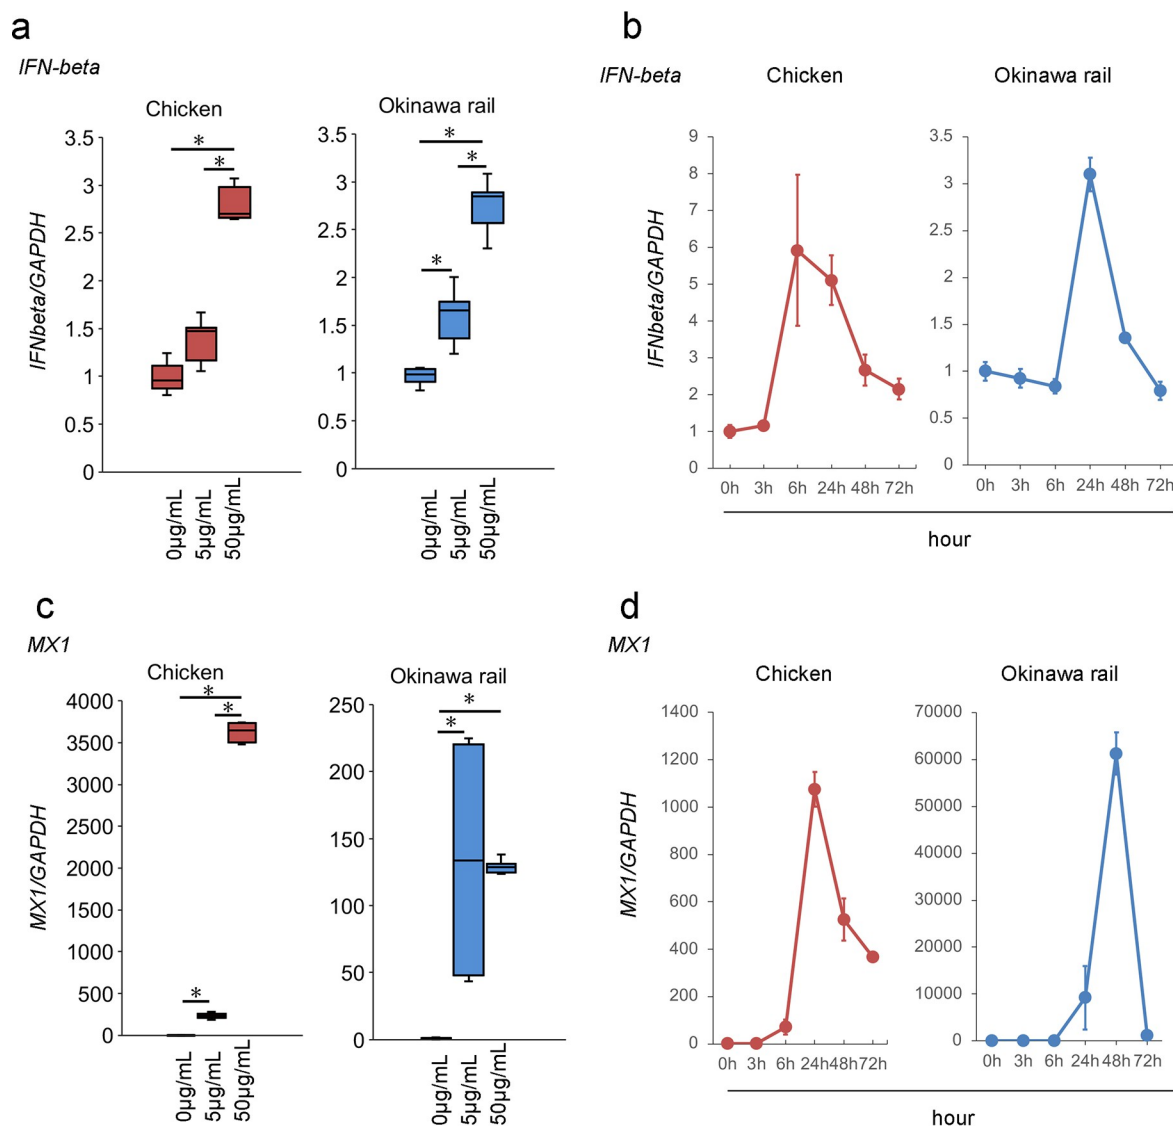 a
IFN-beta
Chicken
Okinawa rail
IFNbeta/GAPDH
3.5
3
2.5
2
1.5
1
0.5
0
* *
0µg/mL
5µg/mL
50µg/mL
3.5
3
2.5
2
1.5
1
0.5
0
* * *
0µg/mL
5µg/mL
50µg/mL
b
IFN-beta
Chicken
Okinawa rail
IFNbeta/GAPDH
9
8
7
6
5
4
3
2
1
0
0h 3h 6h 24h 48h 72h
3.5
3
2.5
2
1.5
1
0.5
0
0h 3h 6h 24h 48h 72h
hour
c
MX1
Chicken
Okinawa rail
MX1/GAPDH
4000
3500
3000
2500
2000
1500
1000
500
0
* * *
0µg/mL
5µg/mL
50µg/mL
250
200
150
100
50
0
* *
0µg/mL
5µg/mL
50µg/mL
d
MX1
Chicken
Okinawa rail
MX1/GAPDH
1400
1200
1000
800
600
400
200
0
0h 3h 6h 24h 48h 72h
70000
60000
50000
40000
30000
20000
10000
0
0h 3h 6h 24h 48h 72h
hour